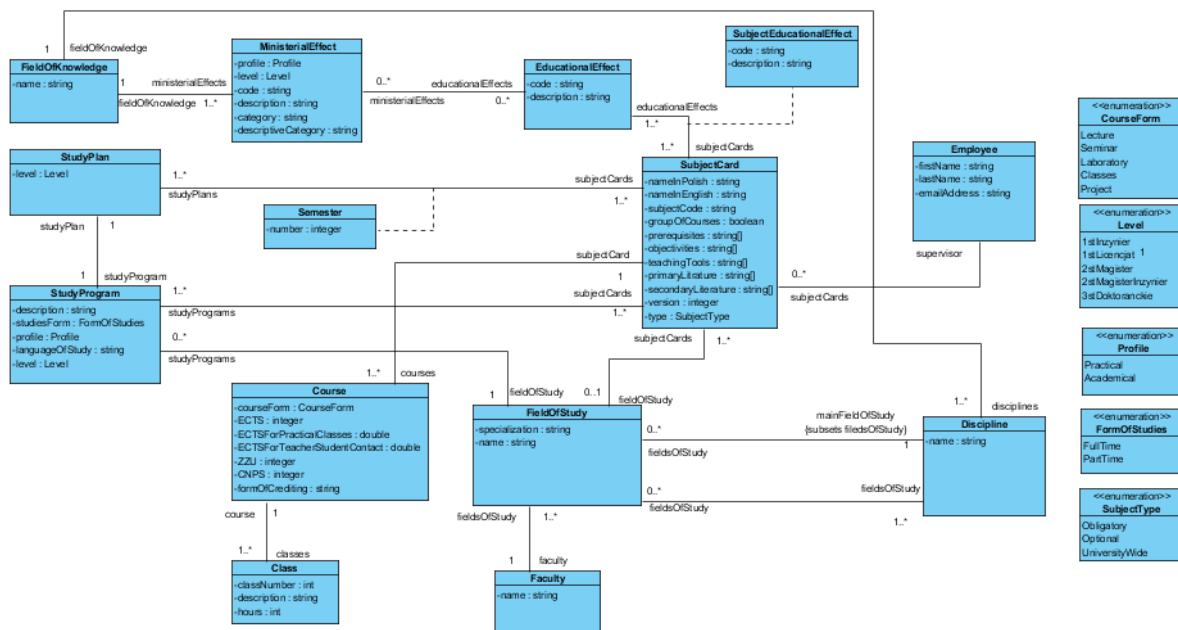 1
fieldOfKnowledge
FieldOfKnowledge
-name : string
1
ministerialEffects
fieldOfKnowledge
1..*
MinisterialEffect
-profile : Profile
-level : Level
-code : string
-description : string
-category : string
-descriptiveCategory : string
0..*
educationalEffects
ministerialEffects
0..*
EducationalEffect
-code : string
-description : string
SubjectEducationalEffect
-code : string
-description : string
educationalEffects
1..*
1..*
subjectCards
StudyPlan
-level : Level
1..*
studyPlans
subjectCards
1..*
Semester
-number : integer
studyPlan
1
1
studyProgram
SubjectCard
-nameInPolish : string
-nameInEnglish : string
-subjectCode : string
-groupOfCourses : boolean
-prerequisites : string[]
-objectivities : string[]
-teachingTools : string[]
-primaryLitrature : string[]
-secondaryLiterature : string[]
-version : integer
-type : SubjectType
Employee
-firstName : string
-lastName : string
-emailAddress : string
supervisor
1
0..*
subjectCards
subjectCard
1
StudyProgram
-description : string
-studiesForm : FormOfStudies
-profile : Profile
-languageOfStudy : string
-level : Level
1..*
studyPrograms
subjectCards
1..*
0..*
studyPrograms
1
fieldOfStudy
subjectCards
1..*
0..1
fieldOfStudy
1..*
courses
Course
-courseForm : CourseForm
-ECTS : integer
-ECTSForPracticalClasses : double
-ECTSForTeacherStudentContact : double
-ZZU : integer
-CNPS : integer
-formOfCrediting : string
course
1
1..*
classes
Class
-classNumber : int
-description : string
-hours : int
FieldOfStudy
-specialization : string
-name : string
0..*
fieldsOfStudy
mainFieldOfStudy
{subsets filedsOfStudy}
1
0..*
fieldsOfStudy
fieldsOfStudy
1..*
1..*
disciplines
Discipline
-name : string
fieldsOfStudy
1..*
1
faculty
Faculty
-name : string
<<enumeration>>
CourseForm
Lecture
Seminar
Laboratory
Classes
Project
<<enumeration>>
Level
1stInzynier
1stLicencjat
2stMagister
2stMagisterInzynier
3stDoktoranckie
<<enumeration>>
Profile
Practical
Academical
<<enumeration>>
FormOfStudies
FullTime
PartTime
<<enumeration>>
SubjectType
Obligatory
Optional
UniversityWide